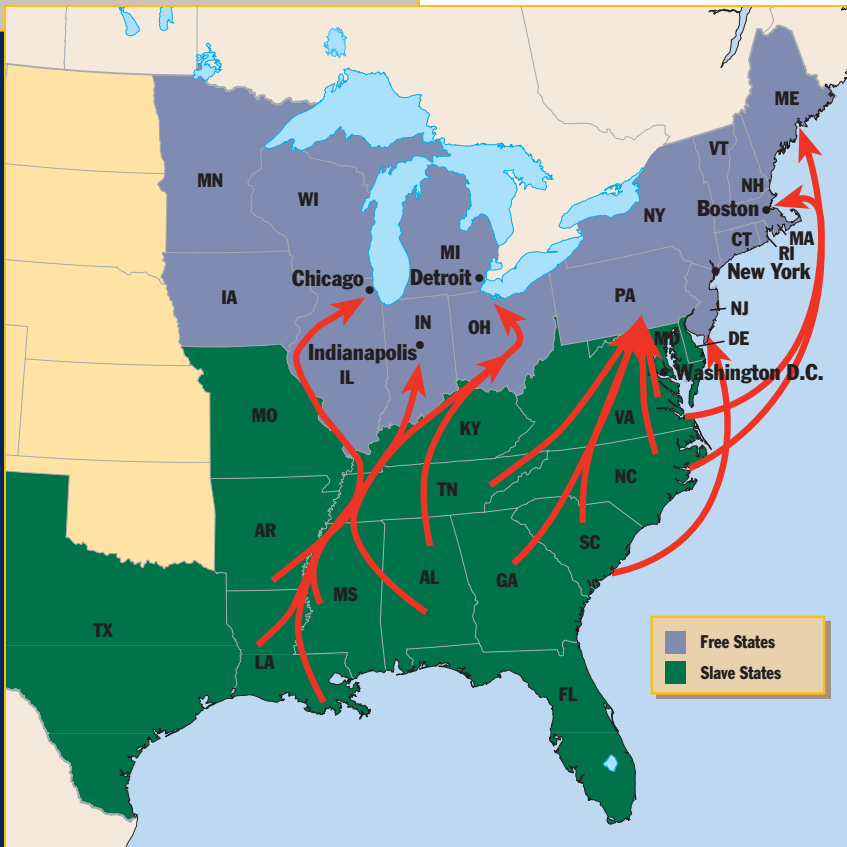 ME
VT
NH
MN
WI
Boston
NY
MA
CT
RI
MI
Chicago
Detroit
New York
IA
PA
NJ
IN
OH
MD
DE
Indianapolis
Washington D.C.
IL
MO
VA
KY
NC
TN
AR
SC
AL
GA
MS
TX
LA
FL
Free States
Slave States